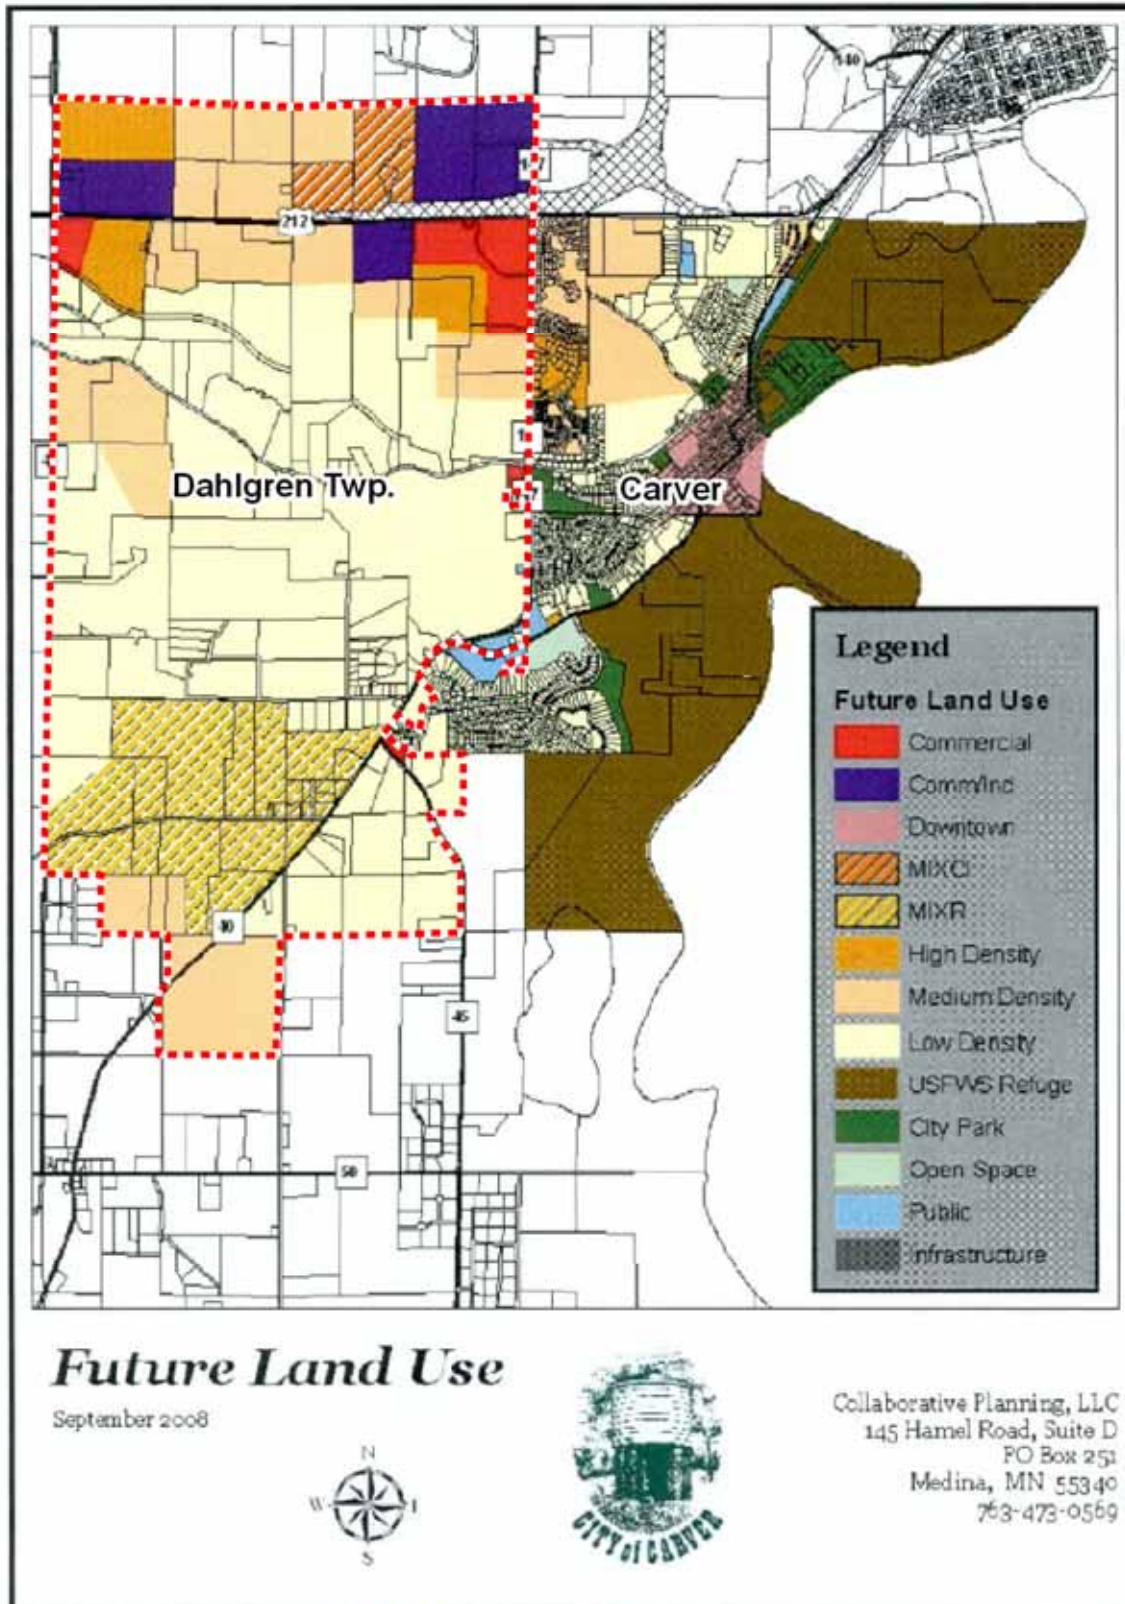 140
212
Dahlgren Twp.
Carver
40
45
50
Legend
Future Land Use
Commercial
Comm/Ind
Downtown
MIXCI
MIXR
High Density
Medium Density
Low Density
USFWS Refuge
City Park
Open Space
Public
Infrastructure
Future Land Use
September 2008
N
W
S
CITY of CARVER
Collaborative Planning, LLC
145 Hamel Road, Suite D
PO Box 251
Medina, MN 55340
763-473-0569